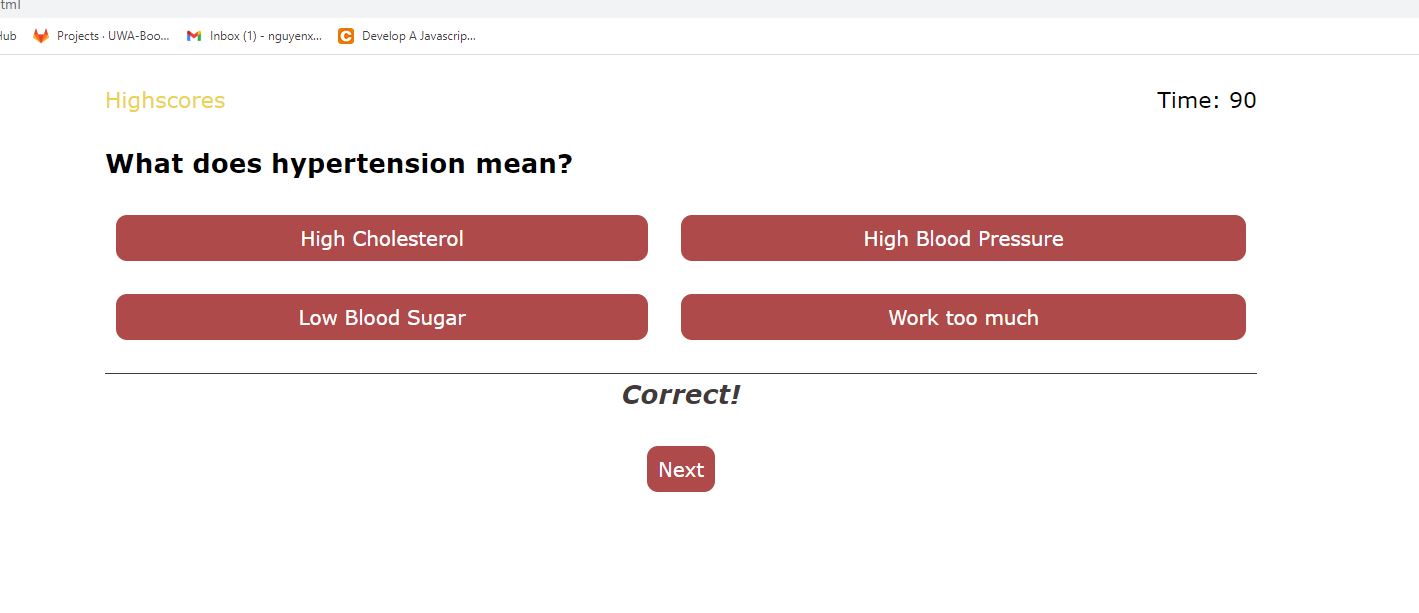 tml
Hub Projects · UWA-Boo... Inbox (1) - nguyenx... Develop A Javascrip...
Highscores Time: 90
What does hypertension mean?
High Cholesterol High Blood Pressure
Low Blood Sugar Work too much
Correct!
Next